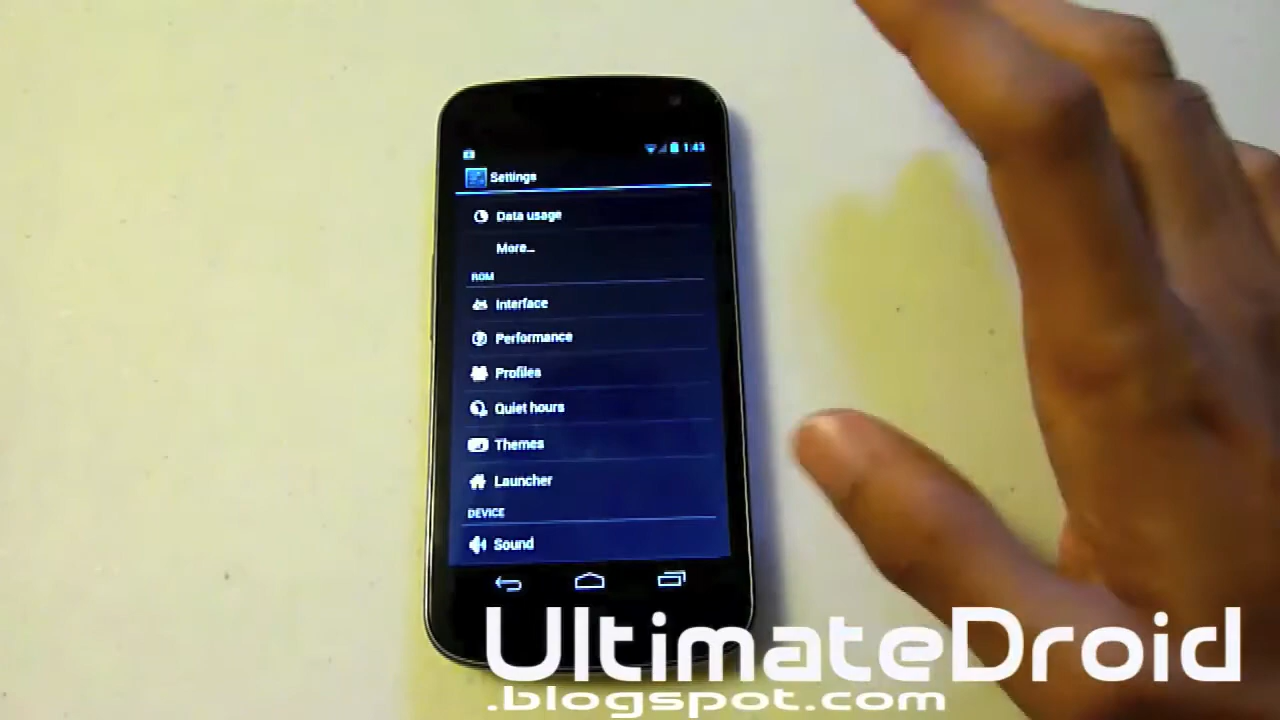 1:43
Settings
Data usage
More...
ROM
Interface
Performance
Profiles
Quiet hours
Themes
Launcher
DEVICE
Sound
UltimateDroid
.blogspot.com